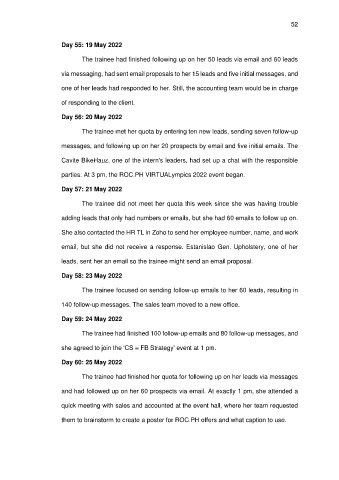 52
Day 55: 19 May 2022
The trainee had finished following up on her 50 leads via email and 60 leads
via messaging, had sent email proposals to her 15 leads and five initial messages, and
one of her leads had responded to her. Still, the accounting team would be in charge
of responding to the client.
Day 56: 20 May 2022
The trainee met her quota by entering ten new leads, sending seven follow-up
messages, and following up on her 20 prospects by email and five initial emails. The
Cavite BikeHauz, one of the intern's leaders, had set up a chat with the responsible
parties. At 3 pm, the ROC.PH VIRTUALympics 2022 event began.
Day 57: 21 May 2022
The trainee did not meet her quota this week since she was having trouble
adding leads that only had numbers or emails, but she had 60 emails to follow up on.
She also contacted the HR TL in Zoho to send her employee number, name, and work
email, but she did not receive a response. Estanislao Gen. Upholstery, one of her
leads, sent her an email so the trainee might send an email proposal.
Day 58: 23 May 2022
The trainee focused on sending follow-up emails to her 60 leads, resulting in
140 follow-up messages. The sales team moved to a new office.
Day 59: 24 May 2022
The trainee had finished 100 follow-up emails and 80 follow-up messages, and
she agreed to join the 'CS = FB Strategy' event at 1 pm.
Day 60: 25 May 2022
The trainee had finished her quota for following up on her leads via messages
and had followed up on her 60 prospects via email. At exactly 1 pm, she attended a
quick meeting with sales and accounted at the event hall, where her team requested
them to brainstorm to create a poster for ROC.PH offers and what caption to use.